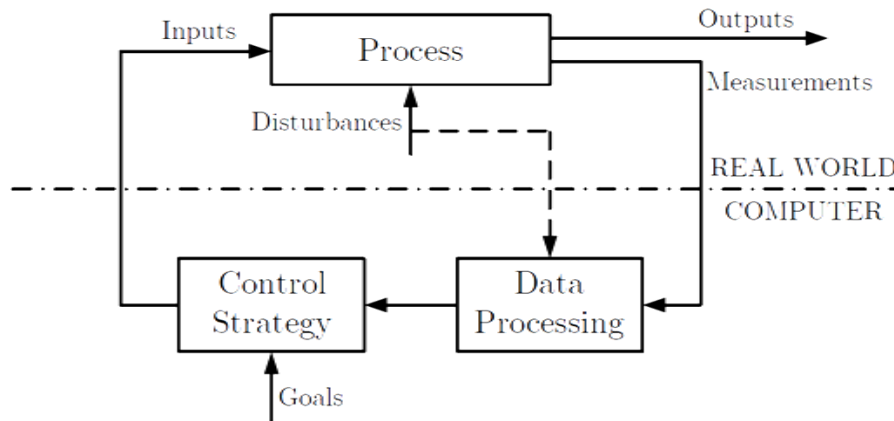 Outputs
Inputs
Process
Measurements
Disturbances
REAL WORLD
COMPUTER
Control
Strategy
Data
Processing
Goals